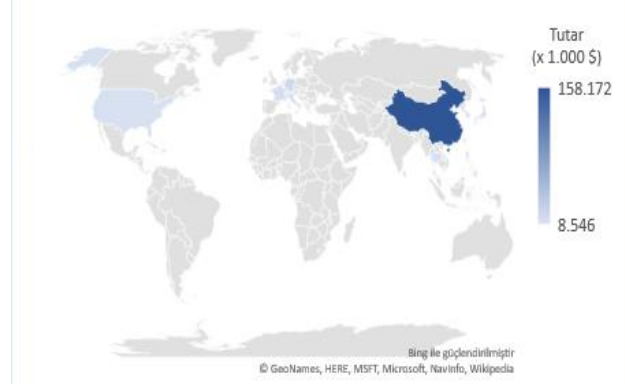 Tutar
(x 1.000 $)
158.172
8.546
Bing ile güçlendirilmiştir
© GeoNames, HERE, MSFT, Microsoft, NavInfo, Wikipedia